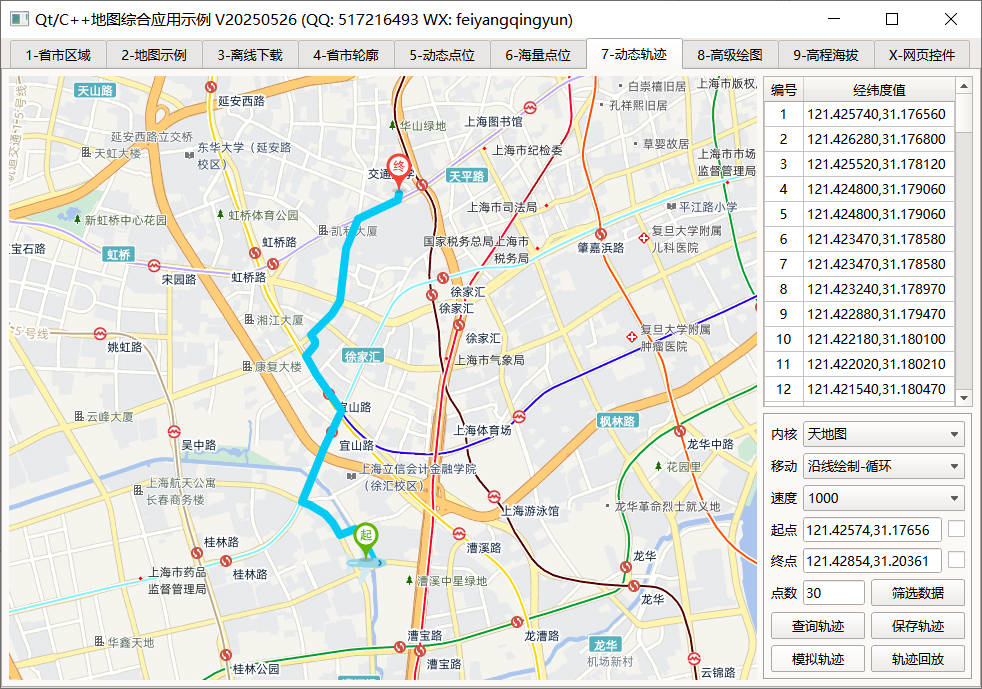 Qt/C++地图综合应用示例 V20250526 (QQ: 517216493 WX: feiyangqingyun)
1-省市区域
2-地图示例
3-离线下载
4-省市轮廓
5-动态点位
6-海量点位
7-动态轨迹
8-高级绘图
9-高程海拔
X-网页控件
天山路
延安西路
白崇禧旧居
上海市版权
孔祥熙旧居
上海图书馆
华山绿地
延安西路立交桥
天虹大楼
东华大学（延安路
校区）
草婴故居
上海市纪检委
上海市市场
监督管理局
终
交通
天平路
新虹桥中心花园
虹桥体育公园
上海市司法局
平江路小学
凯利大厦
国家税务总局上海市
税务局
复旦大学附属
儿科医院
肇嘉浜路
宝石路
虹桥
虹桥路
虹桥路
宋园路
徐家汇
徐家汇
徐家汇
湘江大厦
5号线
姚虹路
徐家汇
上海市气象局
复旦大学附属
肿瘤医院
康复大楼
云峰大厦
宜山路
宜山路
上海体育场
枫林路
吴中路
龙华中路
花园里
上海立信会计金融学院
（徐汇校区）
上海航天公寓
长春商务楼
上海游泳馆
龙华革命烈士就义地
起
桂林路
桂林路
漕溪路
龙华
龙华
上海市药品
监督管理局
漕溪中星绿地
华鑫天地
漕宝路
漕宝路
龙漕路
龙华
机场新村
桂林公园
云锦路
编号
经纬度值
1 121.425740,31.176560
2 121.426280,31.176800
3 121.425520,31.178120
4 121.424800,31.179060
5 121.424800,31.179060
6 121.423470,31.178580
7 121.423470,31.178580
8 121.423240,31.178970
9 121.422880,31.179470
10 121.422180,31.180100
11 121.422020,31.180210
12 121.421540,31.180470
内核 天地图
移动 沿线绘制-循环
速度 1000
起点 121.42574,31.17656
终点 121.42854,31.20361
点数 30 筛选数据
查询轨迹 保存轨迹
模拟轨迹 轨迹回放